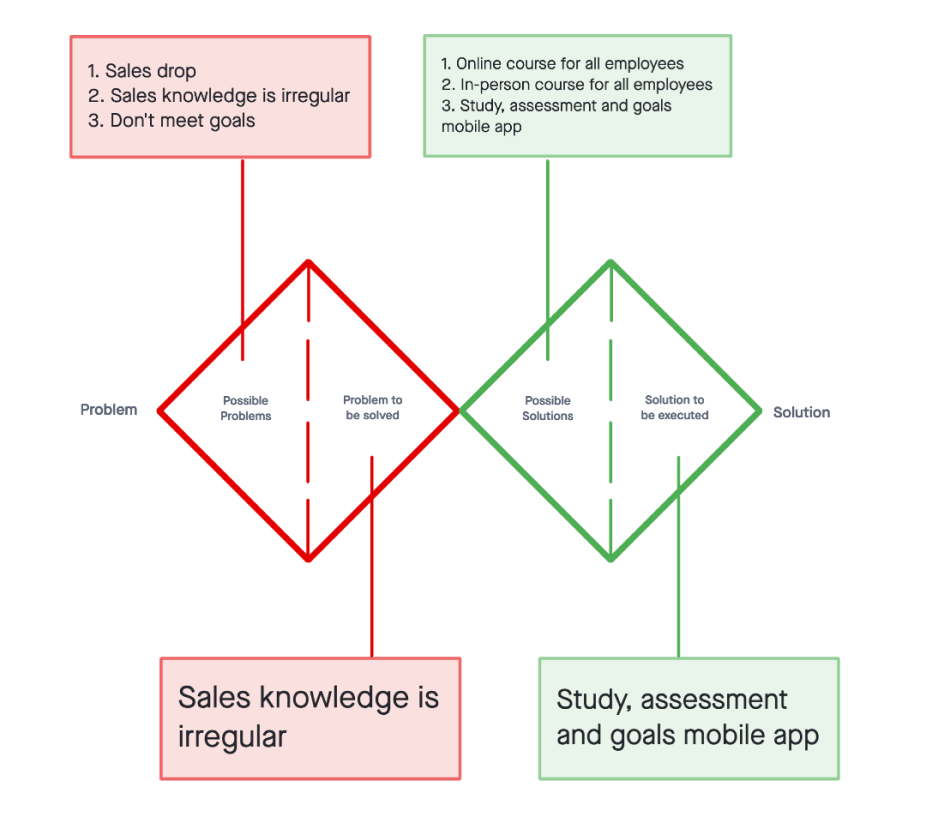 1. Sales drop
2. Sales knowledge is irregular
3. Don't meet goals
1. Online course for all employees
2. In-person course for all employees
3. Study, assessment and goals
mobile app
Problem
Possible
Problems
Problem to
be solved
Possible
Solutions
Solution to
be executed
Solution
Sales knowledge is
irregular
Study, assessment
and goals mobile app